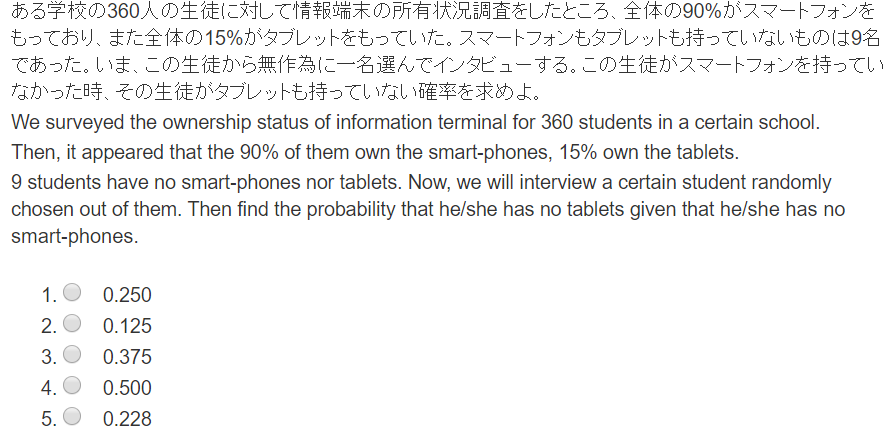 ある学校の360人の生徒に対して情報端末の所有状況調査をしたところ、全体の90%がスマートフォンを
もっており、また全体の15%がタブレットをもっていた。スマートフォンもタブレットも持っていないものは9名
であった。いま、この生徒から無作為に一名選んでインタビューする。この生徒がスマートフォンを持ってい
なかった時、その生徒がタブレットも持っていない確率を求めよ。
We surveyed the ownership status of information terminal for 360 students in a certain school.
Then, it appeared that the 90% of them own the smart-phones, 15% own the tablets.
9 students have no smart-phones nor tablets. Now, we will interview a certain student randomly
chosen out of them. Then find the probability that he/she has no tablets given that he/she has no
smart-phones.
1. 0.250
2. 0.125
3. 0.375
4. 0.500
5. 0.228